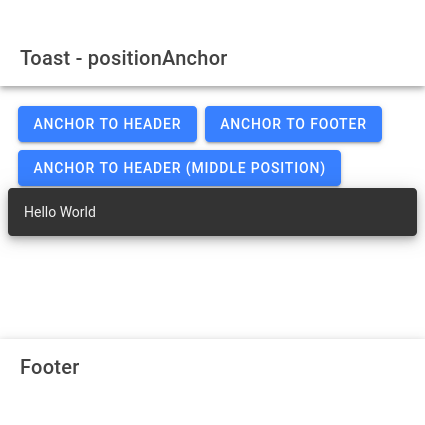 Toast - positionAnchor
ANCHOR TO HEADER
ANCHOR TO FOOTER
ANCHOR TO HEADER (MIDDLE POSITION)
Hello World
Footer